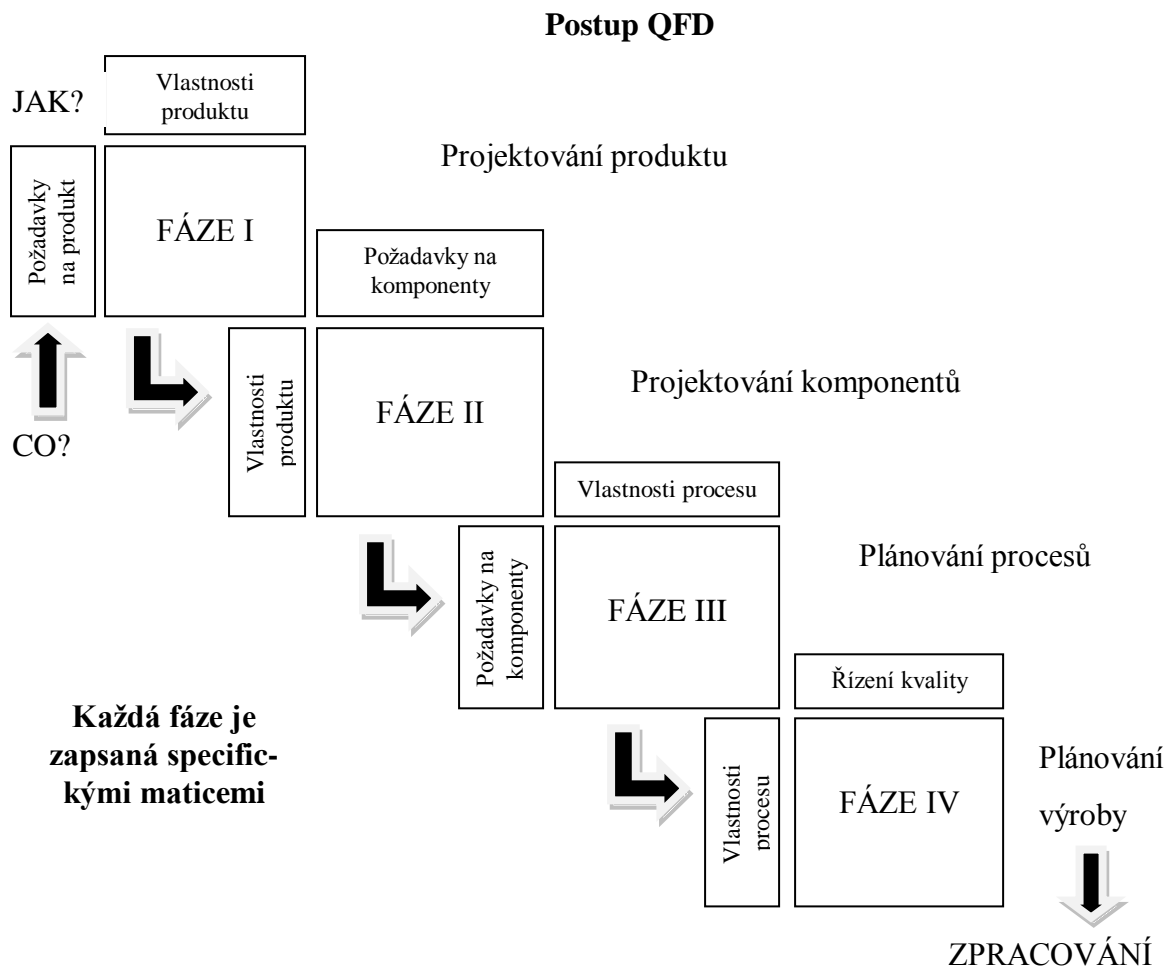 Postup QFD
JAK?
Vlastnosti
produktu
Projektování produktu
Požadavky
na produkt
FÁZE I
Požadavky na
komponenty
CO?
Vlastnosti
produktu
FÁZE II
Projektování komponentů
Vlastnosti procesu
Požadavky na
komponenty
FÁZE III
Plánování procesů
Řízení kvality
Každá fáze je
zapsaná specific-
kými maticemi
Vlastnosti
procesu
FÁZE IV
Plánování
výroby
ZPRACOVÁNÍ